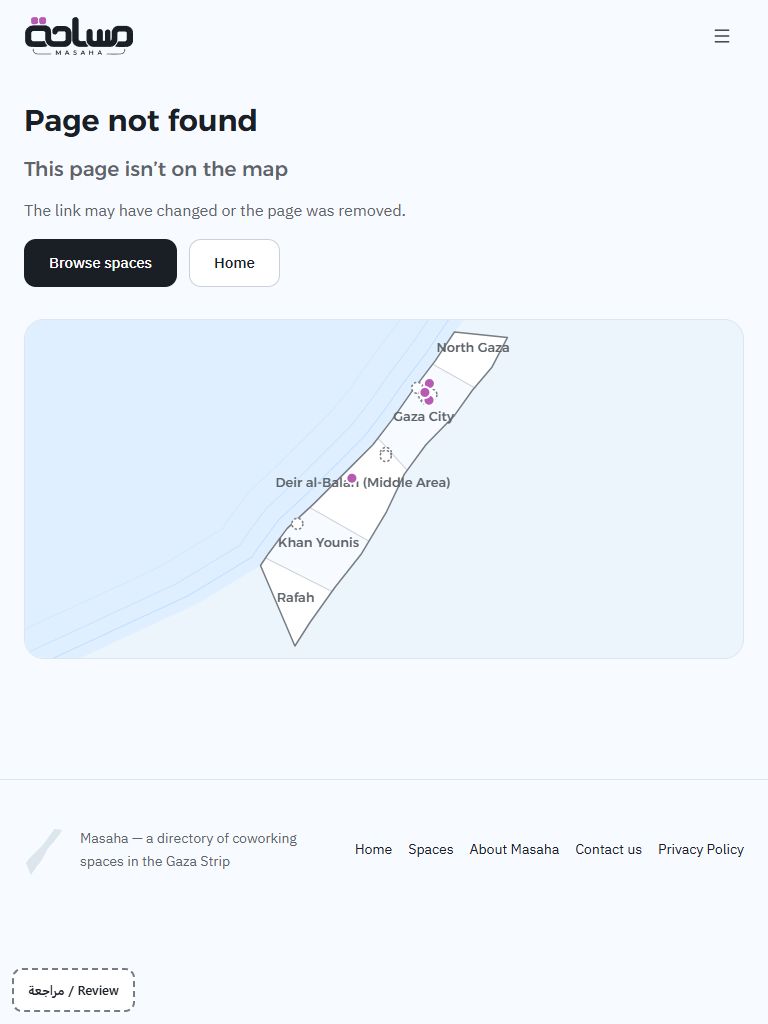 مساحة
MASAHA
Page not found
This page isn’t on the map
The link may have changed or the page was removed.
Browse spaces
Home
North Gaza
Gaza City
Deir al-Balah (Middle Area)
Khan Younis
Rafah
Masaha — a directory of coworking
spaces in the Gaza Strip
Home Spaces About Masaha Contact us Privacy Policy
مراجعة / Review